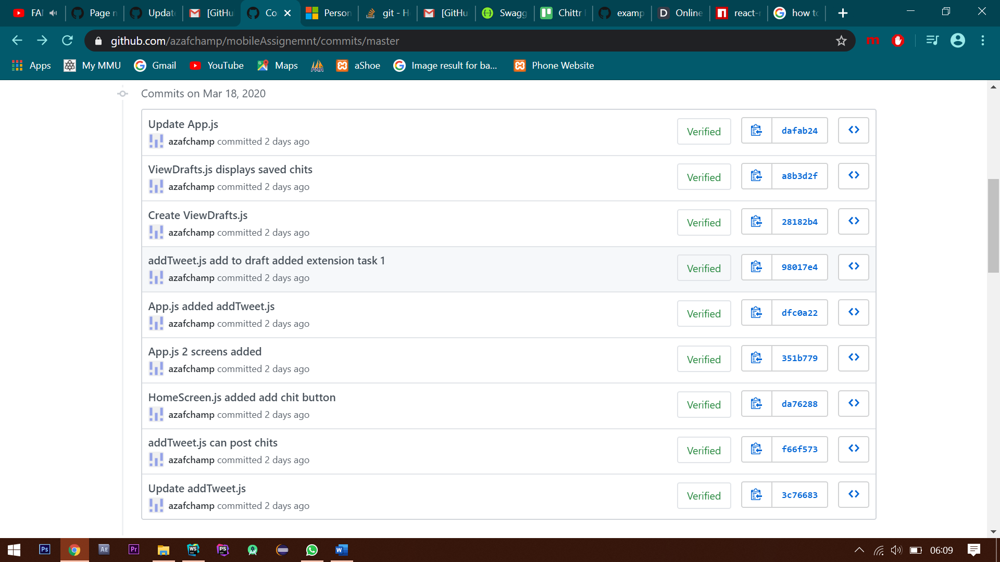 FA
Page n
Update
[GitHu
Co
Person
git - H
[GitHu
Swagg
Chittr
examp
Online
react-
how to
github.com/azafchamp/mobileAssignemnt/commits/master
Apps
My MMU
Gmail
YouTube
Maps
aShoe
Image result for ba...
Phone Website
Commits on Mar 18, 2020
Update App.js
azafchamp committed 2 days ago
Verified
dafab24
ViewDrafts.js displays saved chits
azafchamp committed 2 days ago
Verified
a8b3d2f
Create ViewDrafts.js
azafchamp committed 2 days ago
Verified
28182b4
addTweet.js add to draft added extension task 1
azafchamp committed 2 days ago
Verified
98017e4
App.js added addTweet.js
azafchamp committed 2 days ago
Verified
dfc0a22
App.js 2 screens added
azafchamp committed 2 days ago
Verified
351b779
HomeScreen.js added add chit button
azafchamp committed 2 days ago
Verified
da76288
addTweet.js can post chits
azafchamp committed 2 days ago
Verified
f66f573
Update addTweet.js
azafchamp committed 2 days ago
Verified
3c76683
06:09